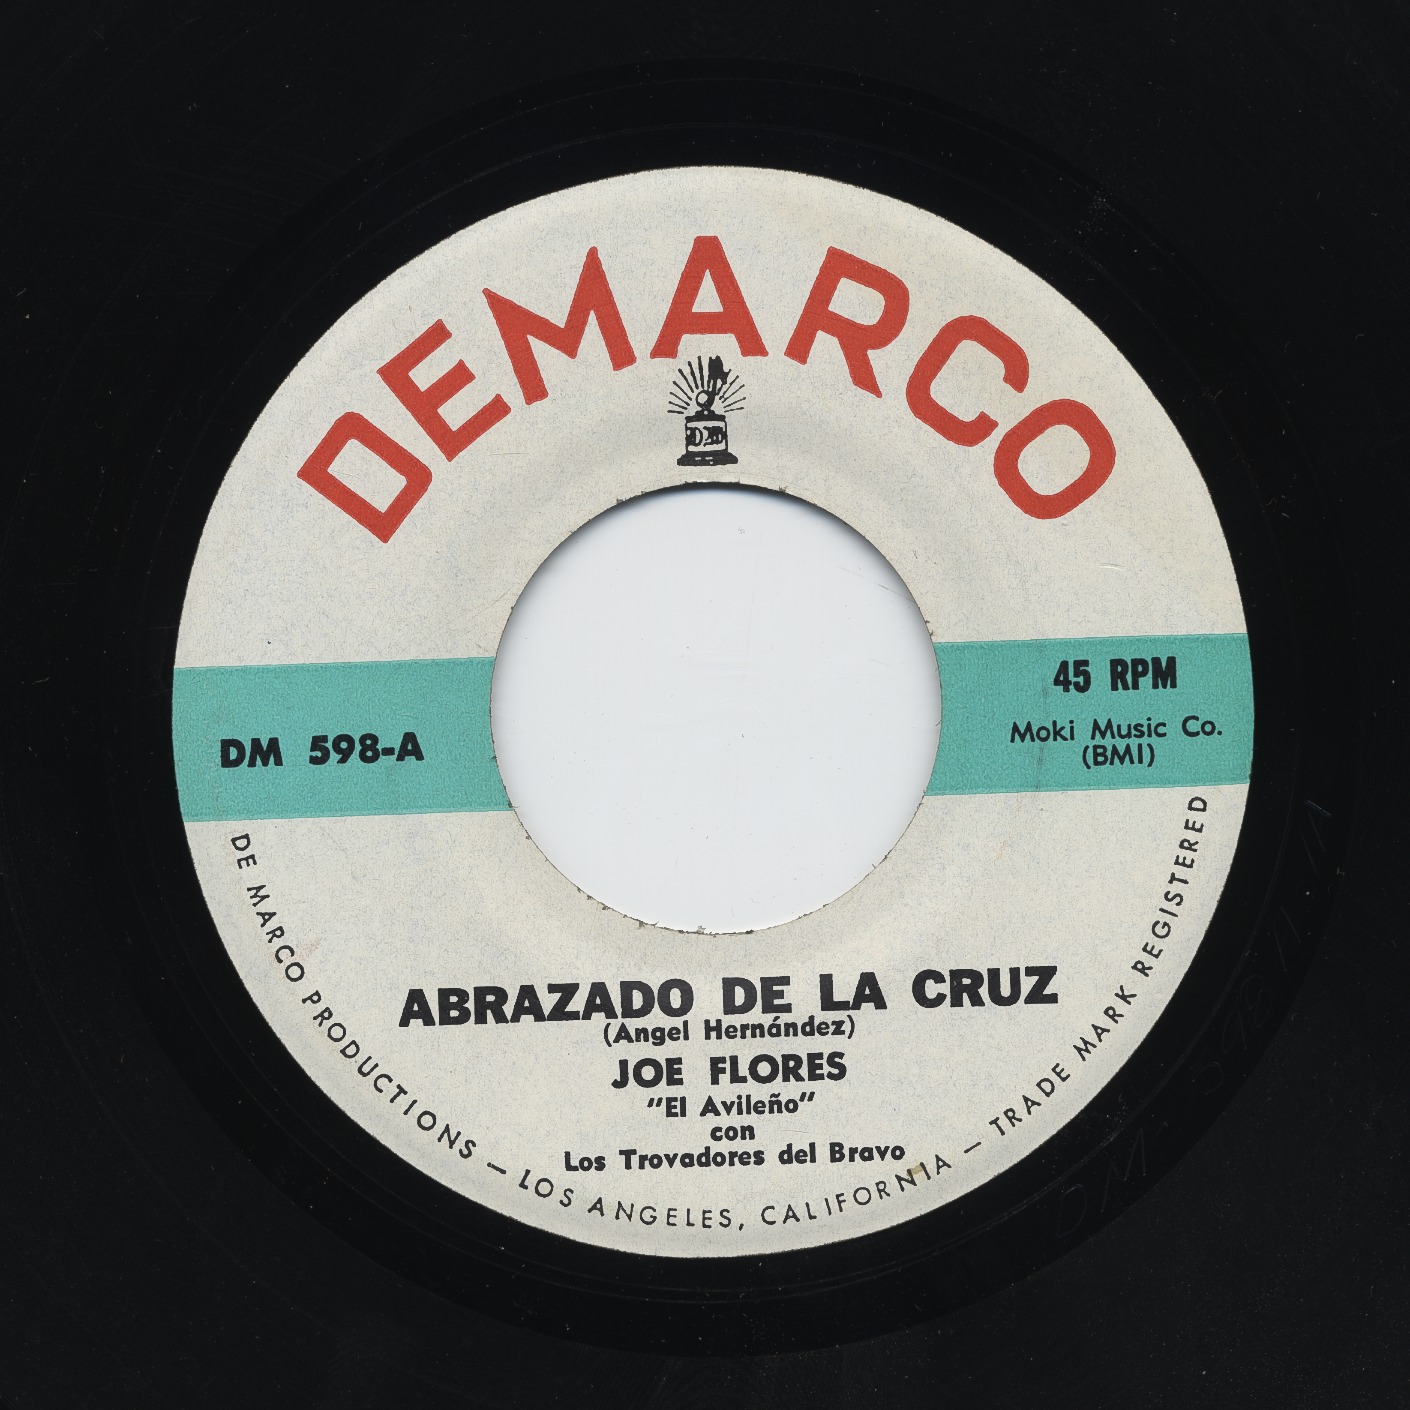 DEMARCO
45 RPM
DM 598-A
Moki Music Co.
(BMI)
ABRAZADO DE LA CRUZ
(Angel Hernández)
JOE FLORES
"El Avileño"
con
Los Trovadores del Bravo
DE MARCO PRODUCTIONS — LOS ANGELES, CALIFORNIA — TRADE MARK REGISTERED